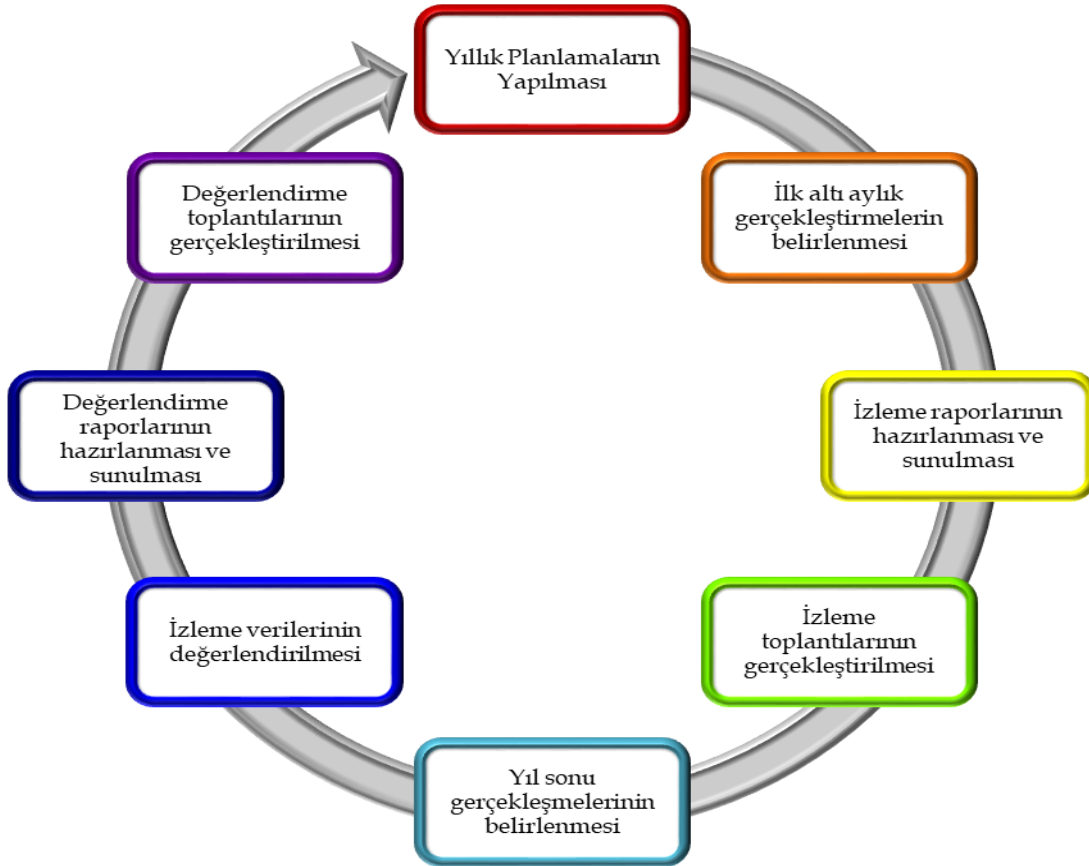 Yıllık Planlamaların
Yapılması
İlk altı aylık
gerçekleştirmelerin
belirlenmesi
İzleme raporlarının
hazırlanması ve
sunulması
İzleme
toplantılarının
gerçekleştirilmesi
Yıl sonu
gerçekleşmelerinin
belirlenmesi
İzleme verilerinin
değerlendirilmesi
Değerlendirme
raporlarının
hazırlanması ve
sunulması
Değerlendirme
toplantılarının
gerçekleştirilmesi